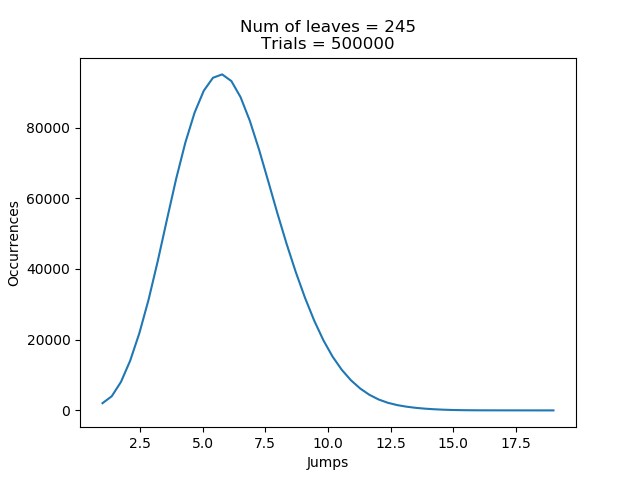 Num of leaves = 245
Trials = 500000
80000
60000
40000
20000
0
Occurrences
2.5 5.0 7.5 10.0 12.5 15.0 17.5
Jumps